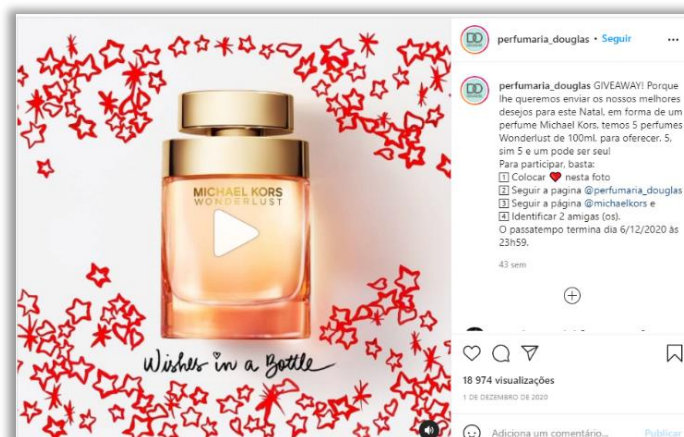 MICHAEL KORS
WONDERLUST
Wishes in a Bottle
perfumaria_douglas • Seguir
perfumaria_douglas GIVEAWAY! Porque
lhe queremos enviar os nossos melhores
desejos para este Natal, em forma de um
perfume Michael Kors, temos 5 perfumes
Wonderlust de 100ml, para oferecer. 5,
sim 5 e um pode ser seu!
Para participar, basta:
1 Colocar ❤ nesta foto
2 Seguir a pagina @perfumaria_douglas
3 Seguir a página @michaelkors e
4 Identificar 2 amigas (os).
O passatempo termina dia 6/12/2020 às
23h59.
43 sem
18 974 visualizações
1 DE DEZEMBRO DE 2020
Adiciona um comentário...
Publicar